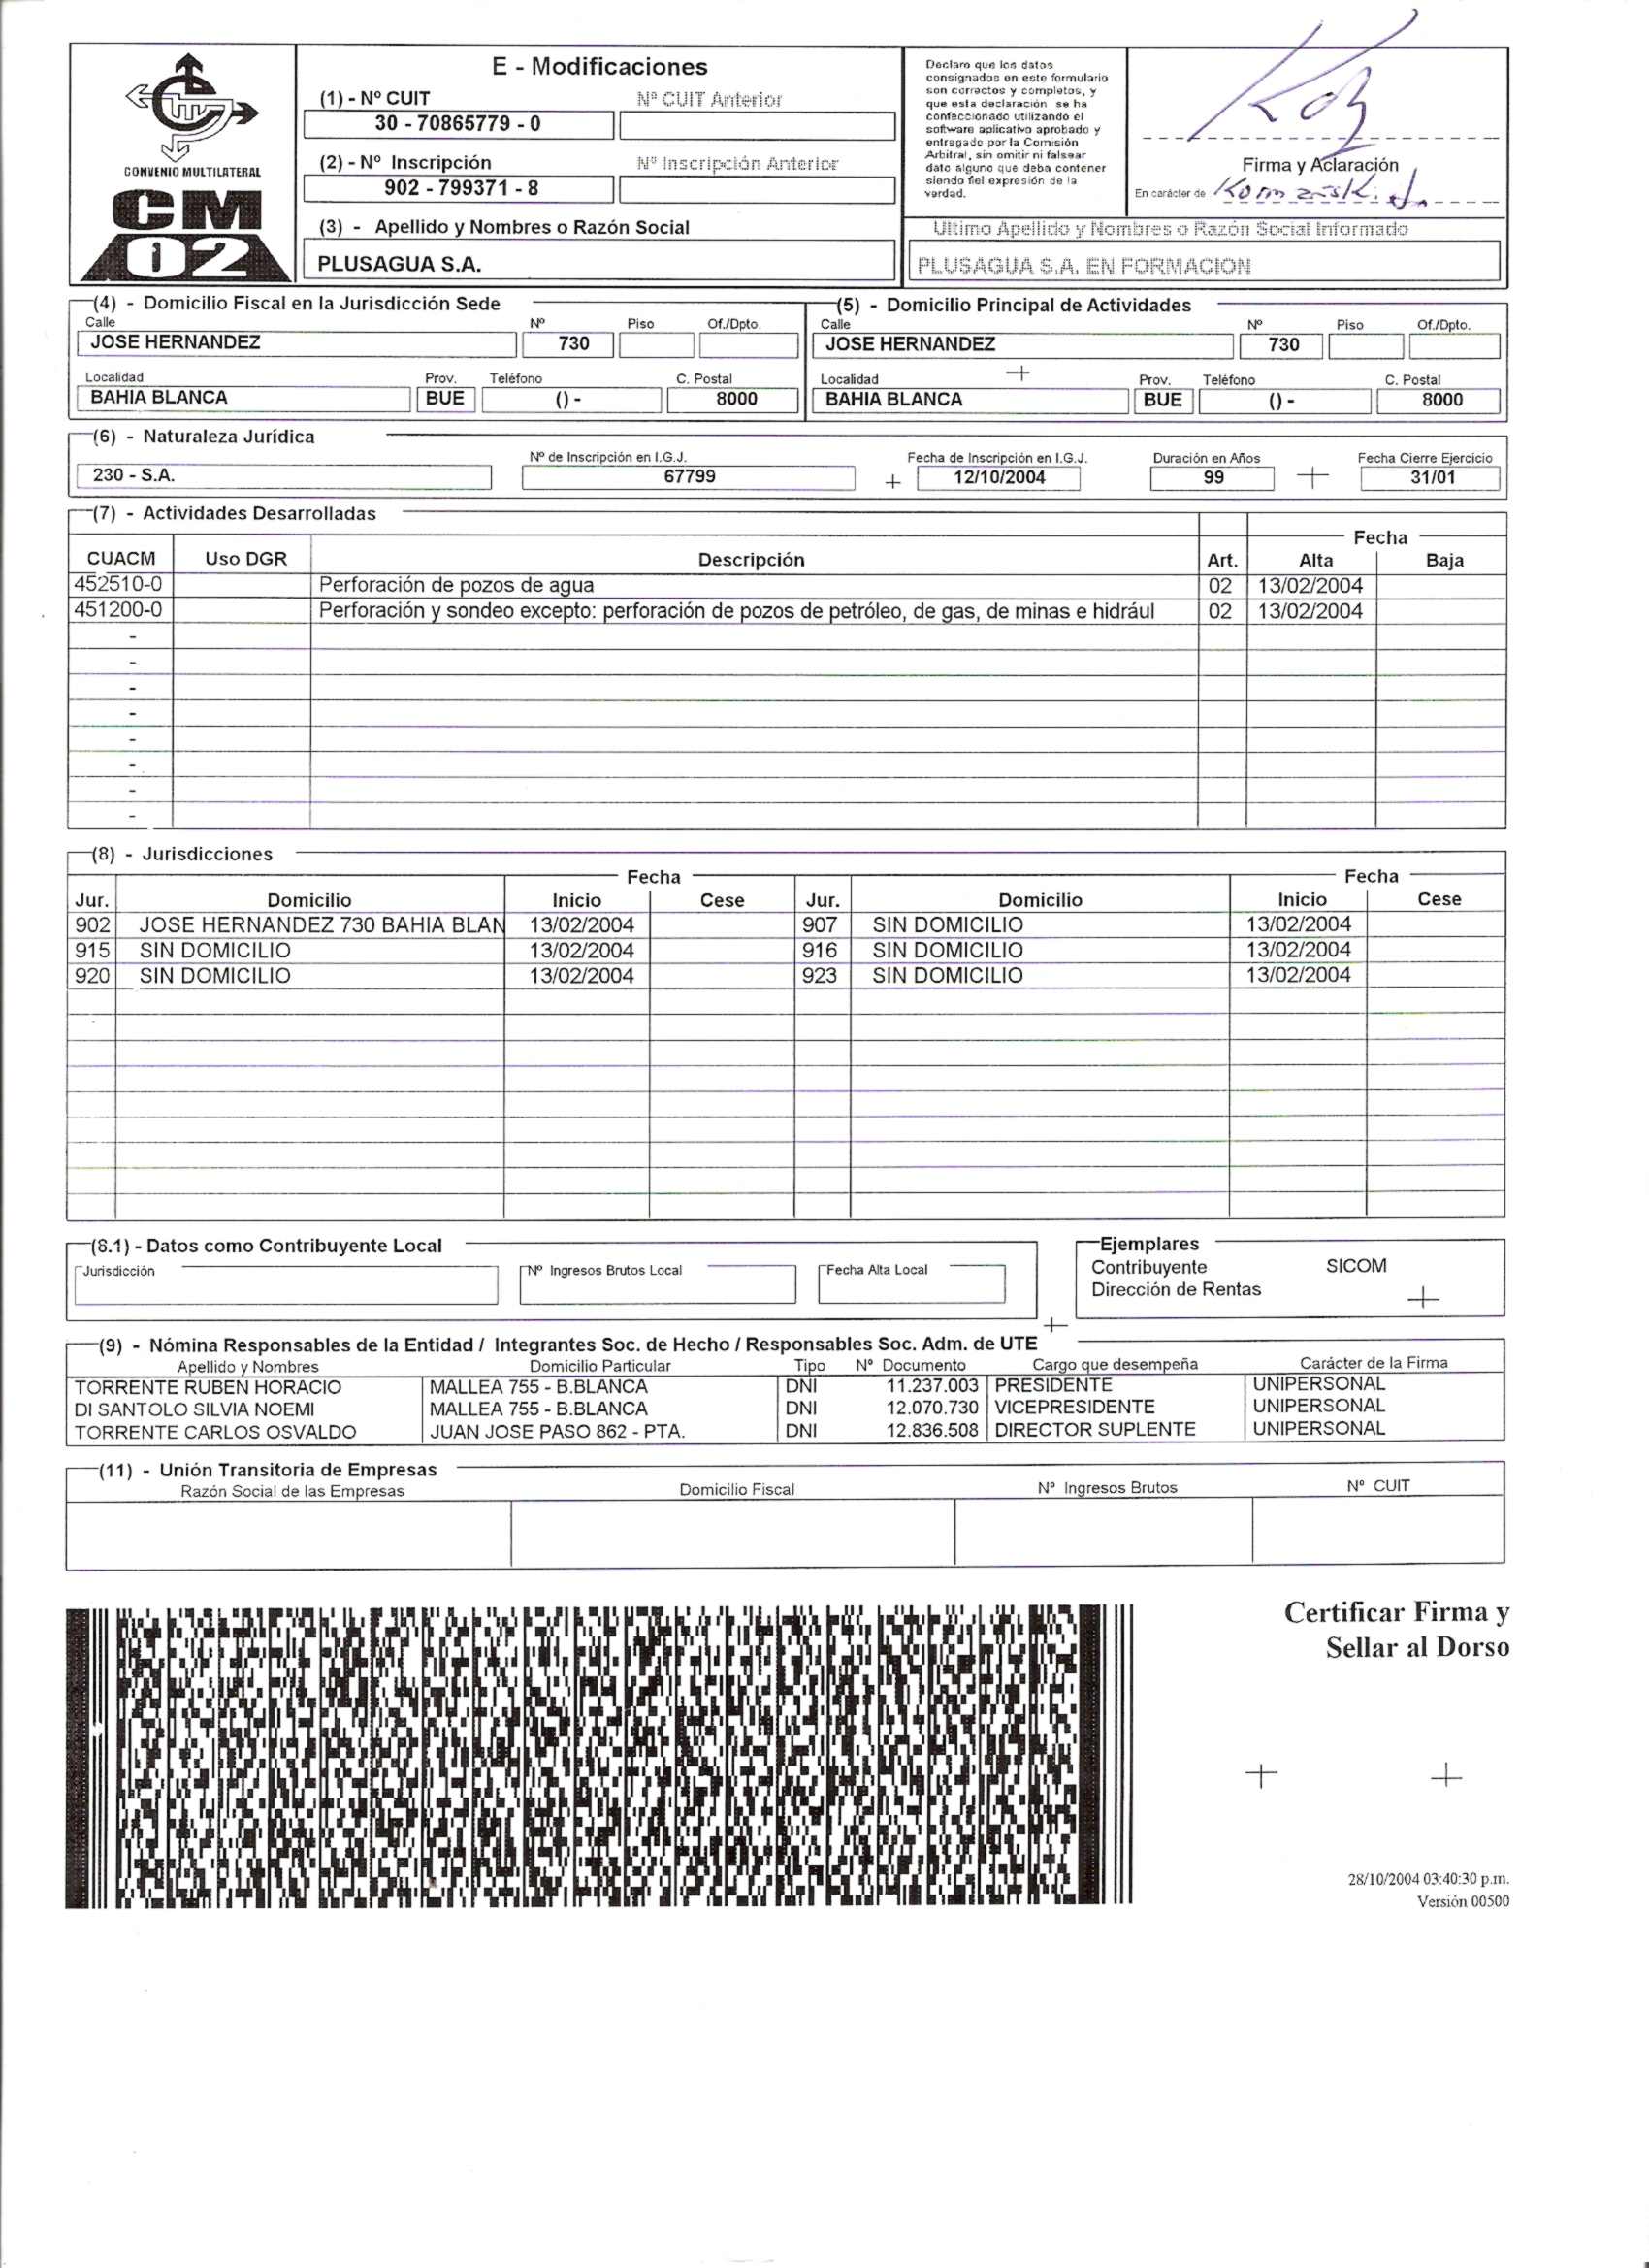 E - Modificaciones
(1) - Nº CUIT Nº CUIT Anterior
30 - 70865779 - 0
(2) - Nº Inscripción Nº Inscripción Anterior
902 - 799371 - 8
(3) - Apellido y Nombres o Razón Social
PLUSAGUA S.A.
CONVENIO MULTILATERAL
CM
02
Declaro que los datos
consignados en este formulario
son correctos y completos, y
que esta declaración se ha
confeccionado utilizando el
software aplicativo aprobado y
entregado por la Comisión
Arbitral, sin omitir ni falsear
dato alguno que deba contener
siendo fiel expresión de la
verdad.
Firma y Aclaración
En carácter de
Ultimo Apellido y Nombres o Razón Social Informado
PLUSAGUA S.A. EN FORMACION
(4) - Domicilio Fiscal en la Jurisdicción Sede
Calle Nº Piso Of./Dpto.
JOSE HERNANDEZ 730
Localidad Prov. Teléfono C. Postal
BAHIA BLANCA BUE () - 8000
(5) - Domicilio Principal de Actividades
Calle Nº Piso Of./Dpto.
JOSE HERNANDEZ 730
Localidad Prov. Teléfono C. Postal
BAHIA BLANCA BUE () - 8000
(6) - Naturaleza Jurídica
Nº de Inscripción en I.G.J. Fecha de Inscripción en I.G.J. Duración en Años Fecha Cierre Ejercicio
230 - S.A. 67799 12/10/2004 99 31/01
(7) - Actividades Desarrolladas
Fecha
CUACM Uso DGR Descripción Art. Alta Baja
452510-0 Perforación de pozos de agua 02 13/02/2004
451200-0 Perforación y sondeo excepto: perforación de pozos de petróleo, de gas, de minas e hidrául 02 13/02/2004
-
-
-
-
-
-
-
-
(8) - Jurisdicciones
Fecha Fecha
Jur. Domicilio Inicio Cese Jur. Domicilio Inicio Cese
902 JOSE HERNANDEZ 730 BAHIA BLAN 13/02/2004 907 SIN DOMICILIO 13/02/2004
915 SIN DOMICILIO 13/02/2004 916 SIN DOMICILIO 13/02/2004
920 SIN DOMICILIO 13/02/2004 923 SIN DOMICILIO 13/02/2004
(8.1) - Datos como Contribuyente Local
Jurisdicción Nº Ingresos Brutos Local Fecha Alta Local
Ejemplares
Contribuyente SICOM
Dirección de Rentas
(9) - Nómina Responsables de la Entidad / Integrantes Soc. de Hecho / Responsables Soc. Adm. de UTE
Apellido y Nombres Domicilio Particular Tipo Nº Documento Cargo que desempeña Carácter de la Firma
TORRENTE RUBEN HORACIO MALLEA 755 - B.BLANCA DNI 11.237.003 PRESIDENTE UNIPERSONAL
DI SANTOLO SILVIA NOEMI MALLEA 755 - B.BLANCA DNI 12.070.730 VICEPRESIDENTE UNIPERSONAL
TORRENTE CARLOS OSVALDO JUAN JOSE PASO 862 - PTA. DNI 12.836.508 DIRECTOR SUPLENTE UNIPERSONAL
(11) - Unión Transitoria de Empresas
Razón Social de las Empresas Domicilio Fiscal Nº Ingresos Brutos Nº CUIT
Certificar Firma y
Sellar al Dorso
28/10/2004 03:40:30 p.m.
Versión 00500